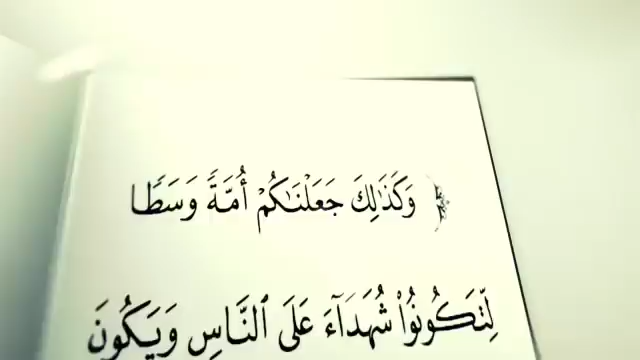 ﴿ وَكَذَٰلِكَ جَعَلْنَٰكُمْ أُمَّةً وَسَطًا
لِّتَكُونُوا۟ شُهَدَآءَ عَلَى ٱلنَّاسِ وَيَكُونَ